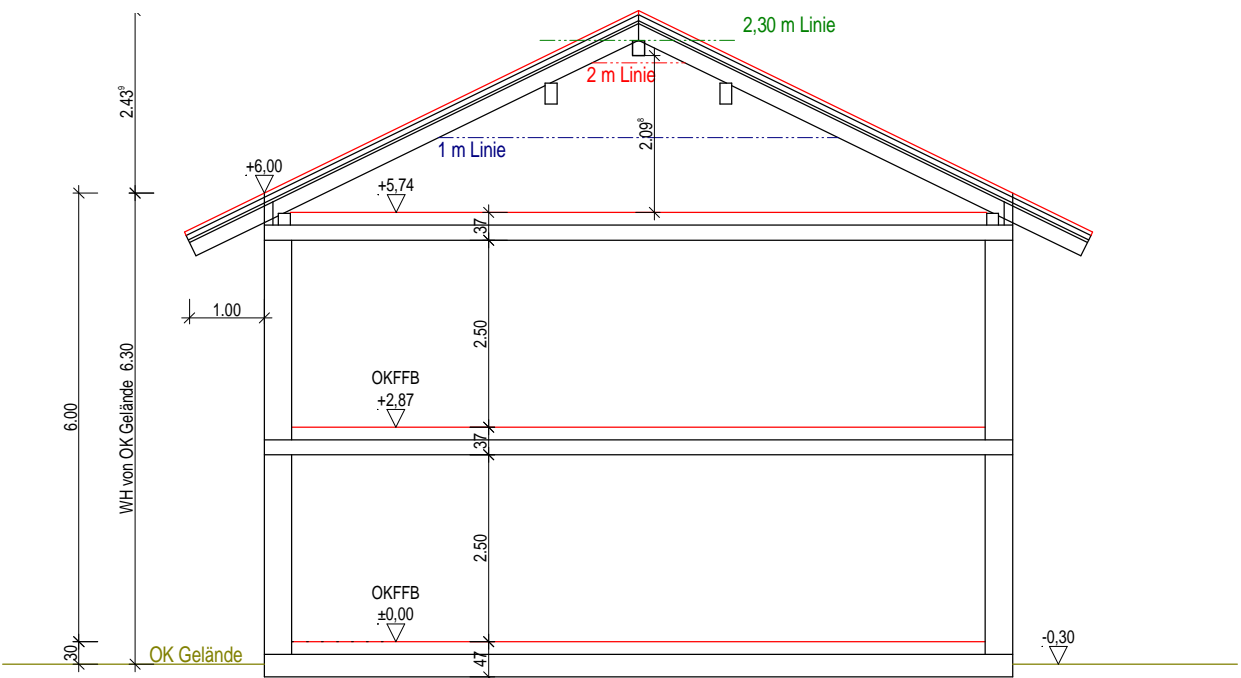 2,30 m Linie
2 m Linie
2.43⁹
2.09⁸
1 m Linie
+6,00
+5,74
37
1.00
2.50
OKFFB
+2,87
6.00
WH von OK Gelände 6.30
37
2.50
OKFFB
±0,00
-0,30
OK Gelände
30
47